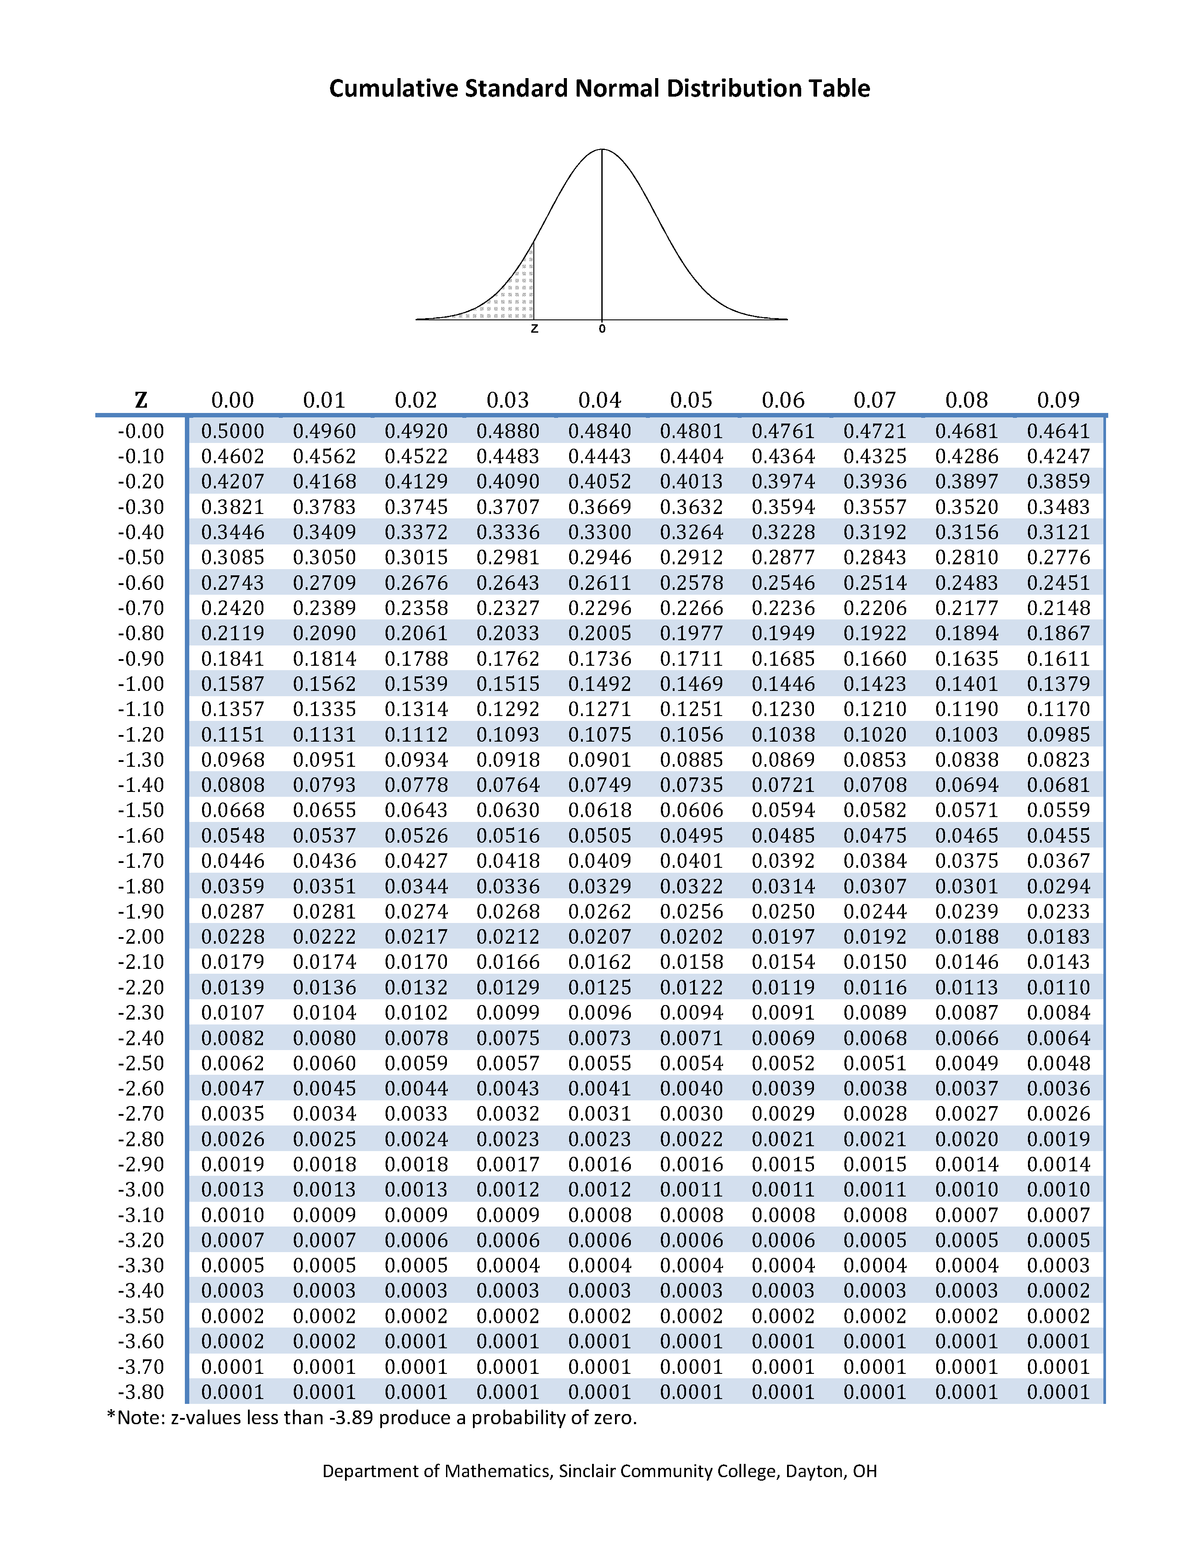 Cumulative Standard Normal Distribution Table
Z 0
Z 0.00 0.01 0.02 0.03 0.04 0.05 0.06 0.07 0.08 0.09
-0.00 0.5000 0.4960 0.4920 0.4880 0.4840 0.4801 0.4761 0.4721 0.4681 0.4641
-0.10 0.4602 0.4562 0.4522 0.4483 0.4443 0.4404 0.4364 0.4325 0.4286 0.4247
-0.20 0.4207 0.4168 0.4129 0.4090 0.4052 0.4013 0.3974 0.3936 0.3897 0.3859
-0.30 0.3821 0.3783 0.3745 0.3707 0.3669 0.3632 0.3594 0.3557 0.3520 0.3483
-0.40 0.3446 0.3409 0.3372 0.3336 0.3300 0.3264 0.3228 0.3192 0.3156 0.3121
-0.50 0.3085 0.3050 0.3015 0.2981 0.2946 0.2912 0.2877 0.2843 0.2810 0.2776
-0.60 0.2743 0.2709 0.2676 0.2643 0.2611 0.2578 0.2546 0.2514 0.2483 0.2451
-0.70 0.2420 0.2389 0.2358 0.2327 0.2296 0.2266 0.2236 0.2206 0.2177 0.2148
-0.80 0.2119 0.2090 0.2061 0.2033 0.2005 0.1977 0.1949 0.1922 0.1894 0.1867
-0.90 0.1841 0.1814 0.1788 0.1762 0.1736 0.1711 0.1685 0.1660 0.1635 0.1611
-1.00 0.1587 0.1562 0.1539 0.1515 0.1492 0.1469 0.1446 0.1423 0.1401 0.1379
-1.10 0.1357 0.1335 0.1314 0.1292 0.1271 0.1251 0.1230 0.1210 0.1190 0.1170
-1.20 0.1151 0.1131 0.1112 0.1093 0.1075 0.1056 0.1038 0.1020 0.1003 0.0985
-1.30 0.0968 0.0951 0.0934 0.0918 0.0901 0.0885 0.0869 0.0853 0.0838 0.0823
-1.40 0.0808 0.0793 0.0778 0.0764 0.0749 0.0735 0.0721 0.0708 0.0694 0.0681
-1.50 0.0668 0.0655 0.0643 0.0630 0.0618 0.0606 0.0594 0.0582 0.0571 0.0559
-1.60 0.0548 0.0537 0.0526 0.0516 0.0505 0.0495 0.0485 0.0475 0.0465 0.0455
-1.70 0.0446 0.0436 0.0427 0.0418 0.0409 0.0401 0.0392 0.0384 0.0375 0.0367
-1.80 0.0359 0.0351 0.0344 0.0336 0.0329 0.0322 0.0314 0.0307 0.0301 0.0294
-1.90 0.0287 0.0281 0.0274 0.0268 0.0262 0.0256 0.0250 0.0244 0.0239 0.0233
-2.00 0.0228 0.0222 0.0217 0.0212 0.0207 0.0202 0.0197 0.0192 0.0188 0.0183
-2.10 0.0179 0.0174 0.0170 0.0166 0.0162 0.0158 0.0154 0.0150 0.0146 0.0143
-2.20 0.0139 0.0136 0.0132 0.0129 0.0125 0.0122 0.0119 0.0116 0.0113 0.0110
-2.30 0.0107 0.0104 0.0102 0.0099 0.0096 0.0094 0.0091 0.0089 0.0087 0.0084
-2.40 0.0082 0.0080 0.0078 0.0075 0.0073 0.0071 0.0069 0.0068 0.0066 0.0064
-2.50 0.0062 0.0060 0.0059 0.0057 0.0055 0.0054 0.0052 0.0051 0.0049 0.0048
-2.60 0.0047 0.0045 0.0044 0.0043 0.0041 0.0040 0.0039 0.0038 0.0037 0.0036
-2.70 0.0035 0.0034 0.0033 0.0032 0.0031 0.0030 0.0029 0.0028 0.0027 0.0026
-2.80 0.0026 0.0025 0.0024 0.0023 0.0023 0.0022 0.0021 0.0021 0.0020 0.0019
-2.90 0.0019 0.0018 0.0018 0.0017 0.0016 0.0016 0.0015 0.0015 0.0014 0.0014
-3.00 0.0013 0.0013 0.0013 0.0012 0.0012 0.0011 0.0011 0.0011 0.0010 0.0010
-3.10 0.0010 0.0009 0.0009 0.0009 0.0008 0.0008 0.0008 0.0008 0.0007 0.0007
-3.20 0.0007 0.0007 0.0006 0.0006 0.0006 0.0006 0.0006 0.0005 0.0005 0.0005
-3.30 0.0005 0.0005 0.0005 0.0004 0.0004 0.0004 0.0004 0.0004 0.0004 0.0003
-3.40 0.0003 0.0003 0.0003 0.0003 0.0003 0.0003 0.0003 0.0003 0.0003 0.0002
-3.50 0.0002 0.0002 0.0002 0.0002 0.0002 0.0002 0.0002 0.0002 0.0002 0.0002
-3.60 0.0002 0.0002 0.0001 0.0001 0.0001 0.0001 0.0001 0.0001 0.0001 0.0001
-3.70 0.0001 0.0001 0.0001 0.0001 0.0001 0.0001 0.0001 0.0001 0.0001 0.0001
-3.80 0.0001 0.0001 0.0001 0.0001 0.0001 0.0001 0.0001 0.0001 0.0001 0.0001
*Note: z-values less than -3.89 produce a probability of zero.
Department of Mathematics, Sinclair Community College, Dayton, OH